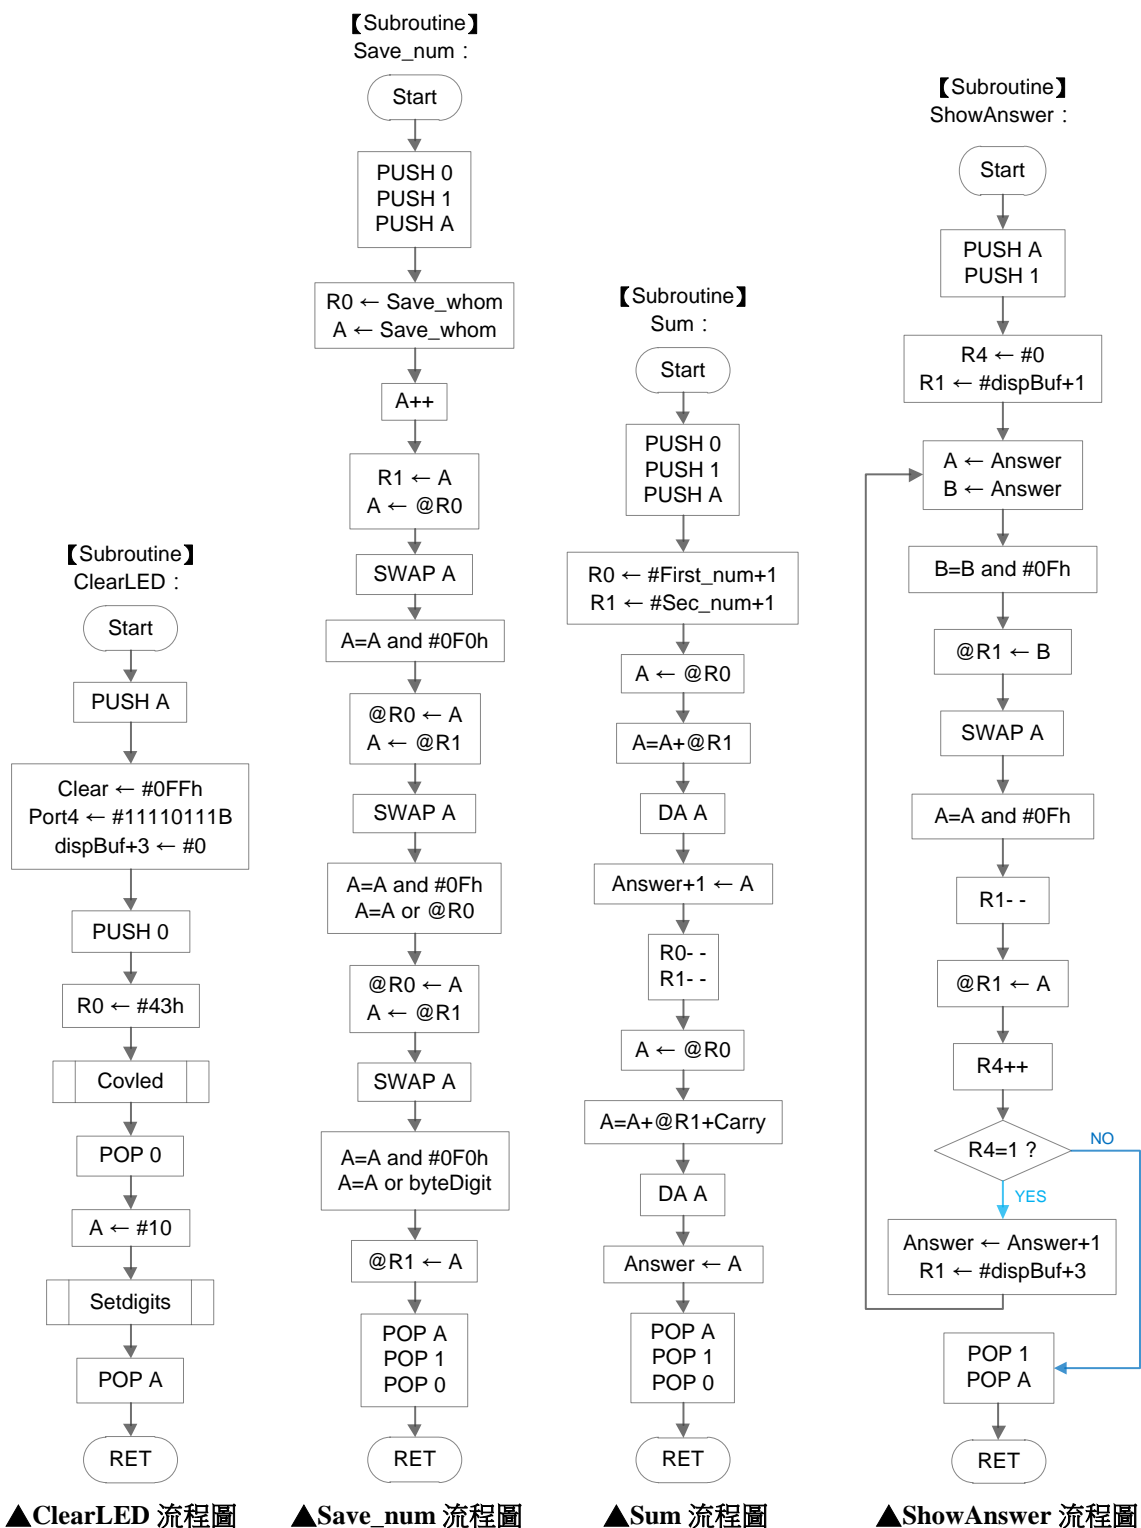 【Subroutine】
ClearLED :
Start
PUSH A
Clear ← #0FFh
Port4 ← #11110111B
dispBuf+3 ← #0
PUSH 0
R0 ← #43h
Covled
POP 0
A ← #10
Setdigits
POP A
RET
▲ClearLED 流程圖
【Subroutine】
Save_num :
Start
PUSH 0
PUSH 1
PUSH A
R0 ← Save_whom
A ← Save_whom
A++
R1 ← A
A ← @R0
SWAP A
A=A and #0F0h
@R0 ← A
A ← @R1
SWAP A
A=A and #0Fh
A=A or @R0
@R0 ← A
A ← @R1
SWAP A
A=A and #0F0h
A=A or byteDigit
@R1 ← A
POP A
POP 1
POP 0
RET
▲Save_num 流程圖
【Subroutine】
Sum :
Start
PUSH 0
PUSH 1
PUSH A
R0 ← #First_num+1
R1 ← #Sec_num+1
A ← @R0
A=A+@R1
DA A
Answer+1 ← A
R0- -
R1- -
A ← @R0
A=A+@R1+Carry
DA A
Answer ← A
POP A
POP 1
POP 0
RET
▲Sum 流程圖
【Subroutine】
ShowAnswer :
Start
PUSH A
PUSH 1
R4 ← #0
R1 ← #dispBuf+1
A ← Answer
B ← Answer
B=B and #0Fh
@R1 ← B
SWAP A
A=A and #0Fh
R1- -
@R1 ← A
R4++
R4=1 ?
NO
YES
Answer ← Answer+1
R1 ← #dispBuf+3
POP 1
POP A
RET
▲ShowAnswer 流程圖